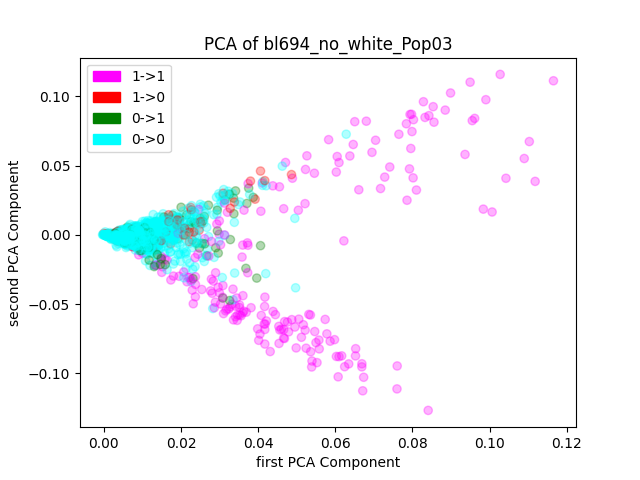 PCA of bl694_no_white_Pop03
1->1
1->0
0->1
0->0
0.10
0.05
0.00
−0.05
−0.10
second PCA Component
0.00 0.02 0.04 0.06 0.08 0.10 0.12
first PCA Component